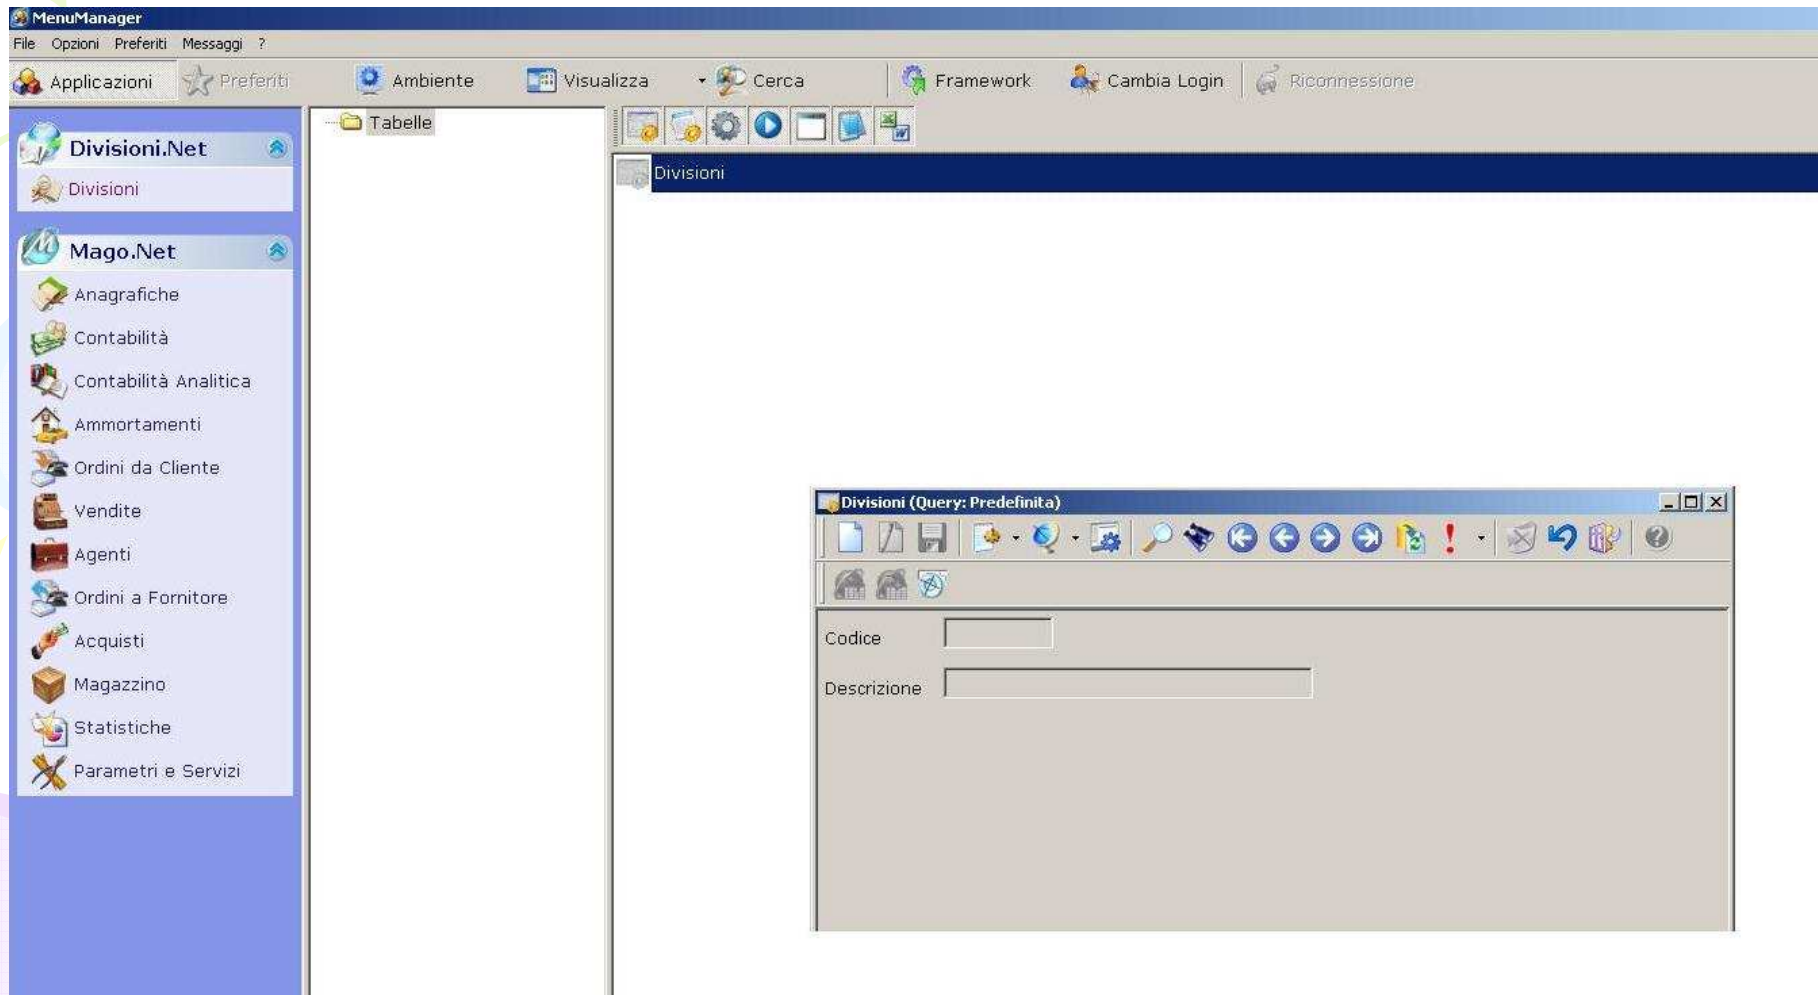 MenuManager
File Opzioni Preferiti Messaggi ?
Applicazioni Preferiti Ambiente Visualizza Cerca Framework Cambia Login Riconnessione
Divisioni.Net
Divisioni
Mago.Net
Anagrafiche
Contabilità
Contabilità Analitica
Ammortamenti
Ordini da Cliente
Vendite
Agenti
Ordini a Fornitore
Acquisti
Magazzino
Statistiche
Parametri e Servizi
Tabelle
Divisioni
Divisioni (Query: Predefinita)
Codice
Descrizione